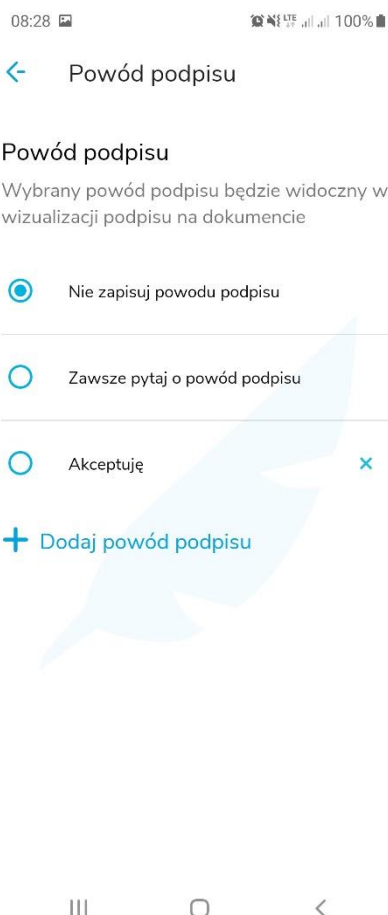 08:28 LTE 100%
Powód podpisu
Powód podpisu
Wybrany powód podpisu będzie widoczny w
wizualizacji podpisu na dokumencie
Nie zapisuj powodu podpisu
Zawsze pytaj o powód podpisu
Akceptuję
Dodaj powód podpisu